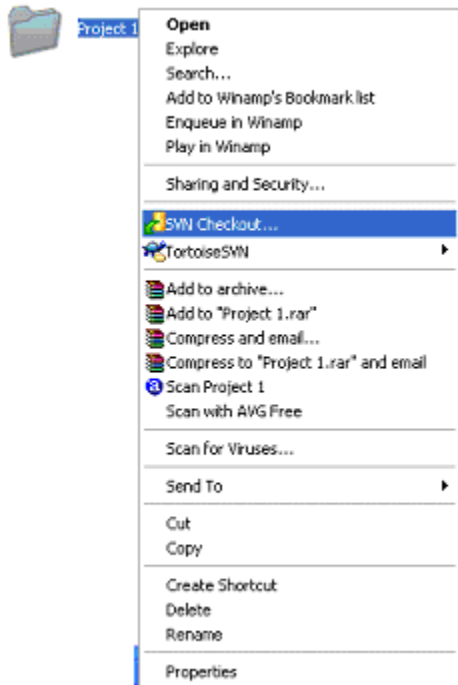 Project 1
Open
Explore
Search...
Add to Winamp's Bookmark list
Enqueue in Winamp
Play in Winamp
Sharing and Security...
SVN Checkout...
TortoiseSVN
Add to archive...
Add to "Project 1.rar"
Compress and email...
Compress to "Project 1.rar" and email
Scan Project 1
Scan with AVG Free
Scan for Viruses...
Send To
Cut
Copy
Create Shortcut
Delete
Rename
Properties